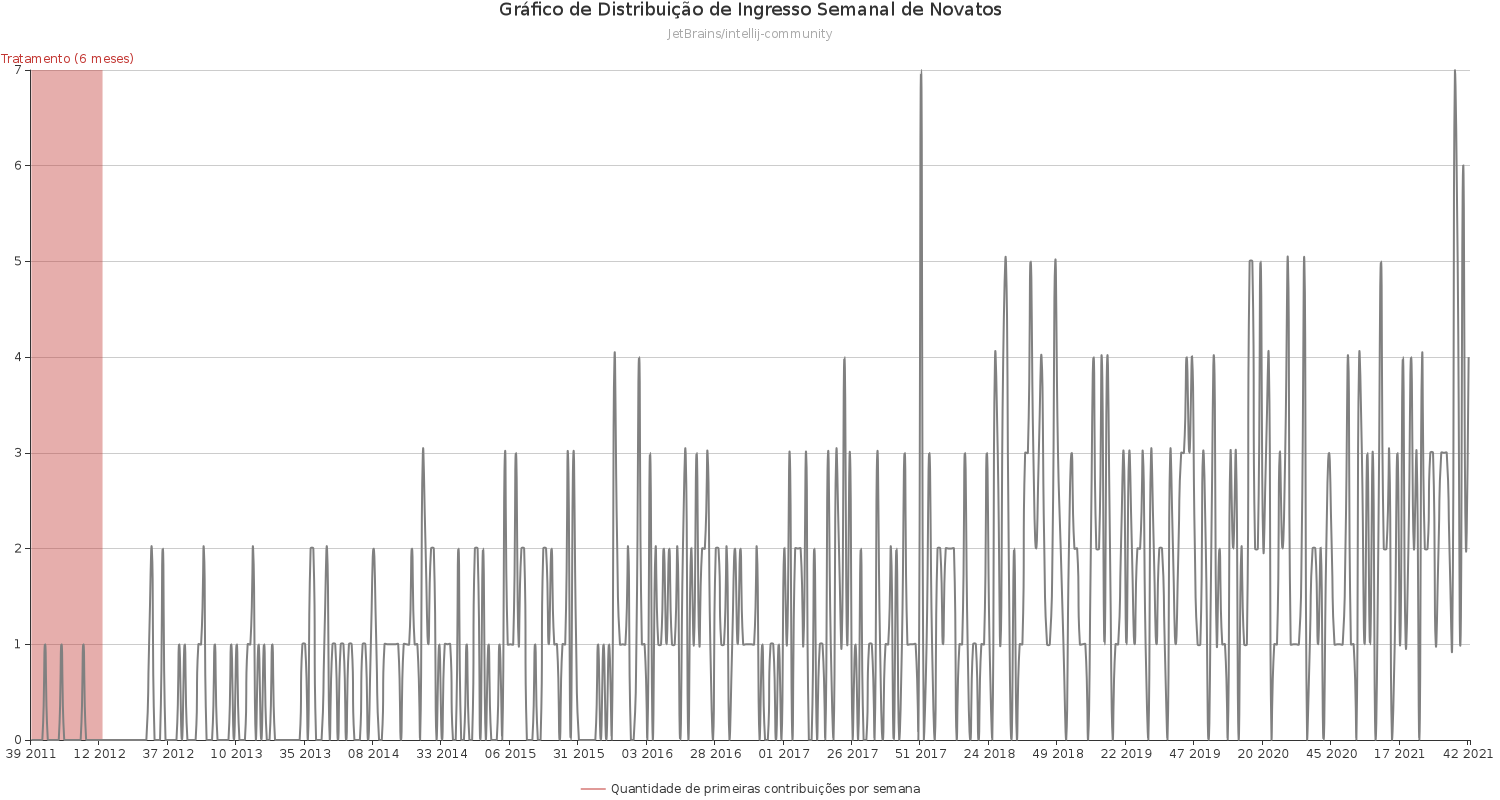 Gráfico de Distribuição de Ingresso Semanal de Novatos
JetBrains/intellij-community
Tratamento (6 meses)
7
6
5
4
3
2
1
0
39 2011 12 2012 37 2012 10 2013 35 2013 08 2014 33 2014 06 2015 31 2015 03 2016 28 2016 01 2017 26 2017 51 2017 24 2018 49 2018 22 2019 47 2019 20 2020 45 2020 17 2021 42 2021
Quantidade de primeiras contribuições por semana